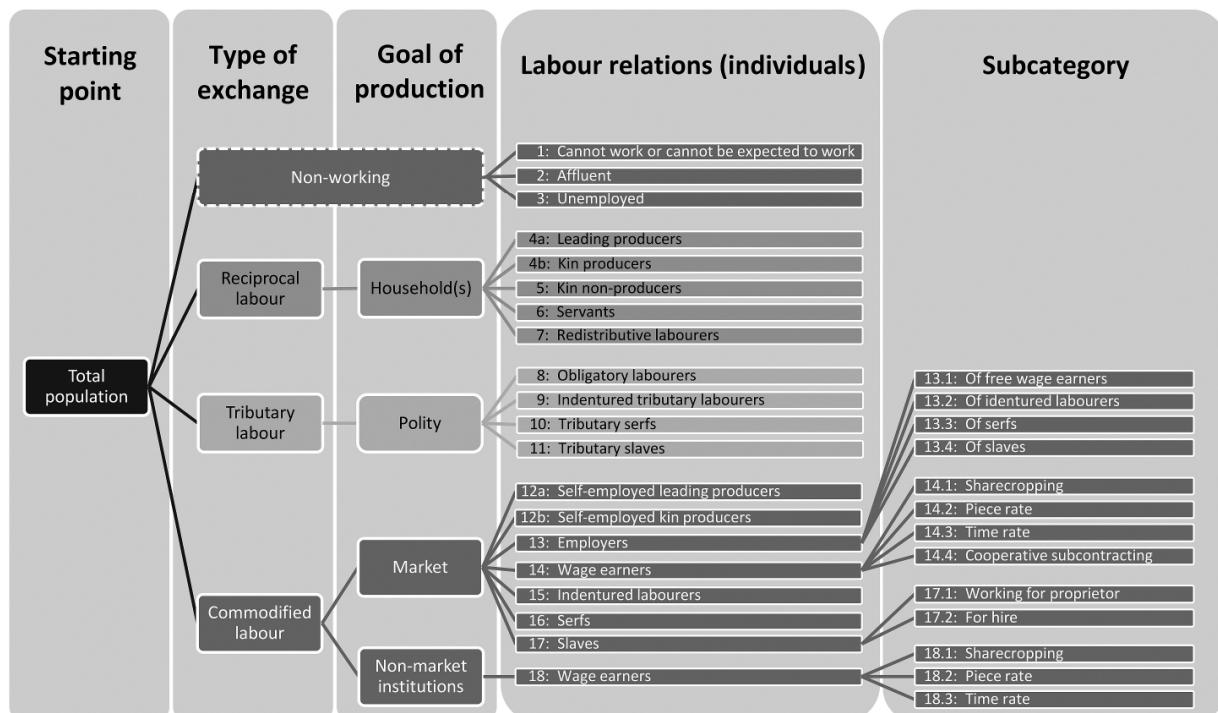 Starting
point
Type of
exchange
Goal of
production
Labour relations (individuals)
Subcategory
Total
population
Non-working
Reciprocal
labour
Household(s)
Tributary
labour
Polity
Commodified
labour
Market
Non-market
institutions
1: Cannot work or cannot be expected to work
2: Affluent
3: Unemployed
4a: Leading producers
4b: Kin producers
5: Kin non-producers
6: Servants
7: Redistributive labourers
8: Obligatory labourers
9: Indentured tributary labourers
10: Tributary serfs
11: Tributary slaves
12a: Self-employed leading producers
12b: Self-employed kin producers
13: Employers
14: Wage earners
15: Indentured labourers
16: Serfs
17: Slaves
18: Wage earners
13.1: Of free wage earners
13.2: Of identured labourers
13.3: Of serfs
13.4: Of slaves
14.1: Sharecropping
14.2: Piece rate
14.3: Time rate
14.4: Cooperative subcontracting
17.1: Working for proprietor
17.2: For hire
18.1: Sharecropping
18.2: Piece rate
18.3: Time rate